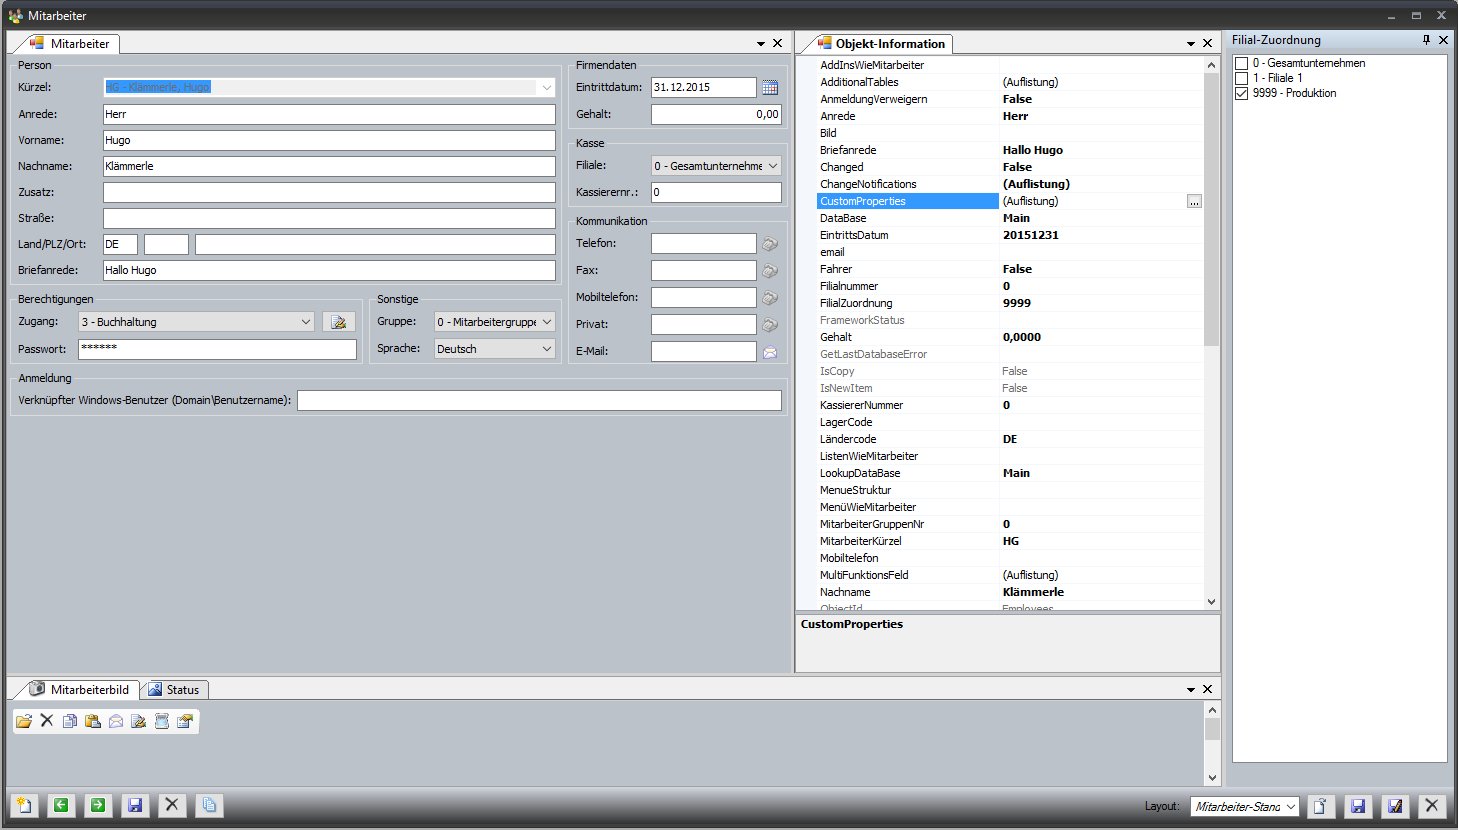 Mitarbeiter
Mitarbeiter
Person
Kürzel: HG - Klämmerle, Hugo
Anrede: Herr
Vorname: Hugo
Nachname: Klämmerle
Zusatz:
Straße:
Land/PLZ/Ort: DE
Briefanrede: Hallo Hugo
Berechtigungen
Zugang: 3 - Buchhaltung
Passwort: ******
Sonstige
Gruppe: 0 - Mitarbeitergruppe
Sprache: Deutsch
Anmeldung
Verknüpfter Windows-Benutzer (Domain\Benutzername):
Firmendaten
Eintrittdatum: 31.12.2015
Gehalt: 0,00
Kasse
Filiale: 0 - Gesamtunternehme
Kassierernr.: 0
Kommunikation
Telefon:
Fax:
Mobiltelefon:
Privat:
E-Mail:
Objekt-Information
AddInsWieMitarbeiter
AdditionalTables (Auflistung)
AnmeldungVerweigern False
Anrede Herr
Bild
Briefanrede Hallo Hugo
Changed False
ChangeNotifications (Auflistung)
CustomProperties (Auflistung) ...
DataBase Main
EintrittsDatum 20151231
email
Fahrer False
Filialnummer 0
FilialZuordnung 9999
FrameworkStatus
Gehalt 0,0000
GetLastDatabaseError
IsCopy False
IsNewItem False
KassiererNummer 0
LagerCode
Ländercode DE
ListenWieMitarbeiter
LookupDataBase Main
MenueStruktur
MenüWieMitarbeiter
MitarbeiterGruppenNr 0
MitarbeiterKürzel HG
Mobiltelefon
MultiFunktionsFeld (Auflistung)
Nachname Klämmerle
ObjectId Employees
CustomProperties
Filial-Zuordnung
0 - Gesamtunternehmen
1 - Filiale 1
9999 - Produktion
Mitarbeiterbild
Status
Layout: Mitarbeiter-Stand